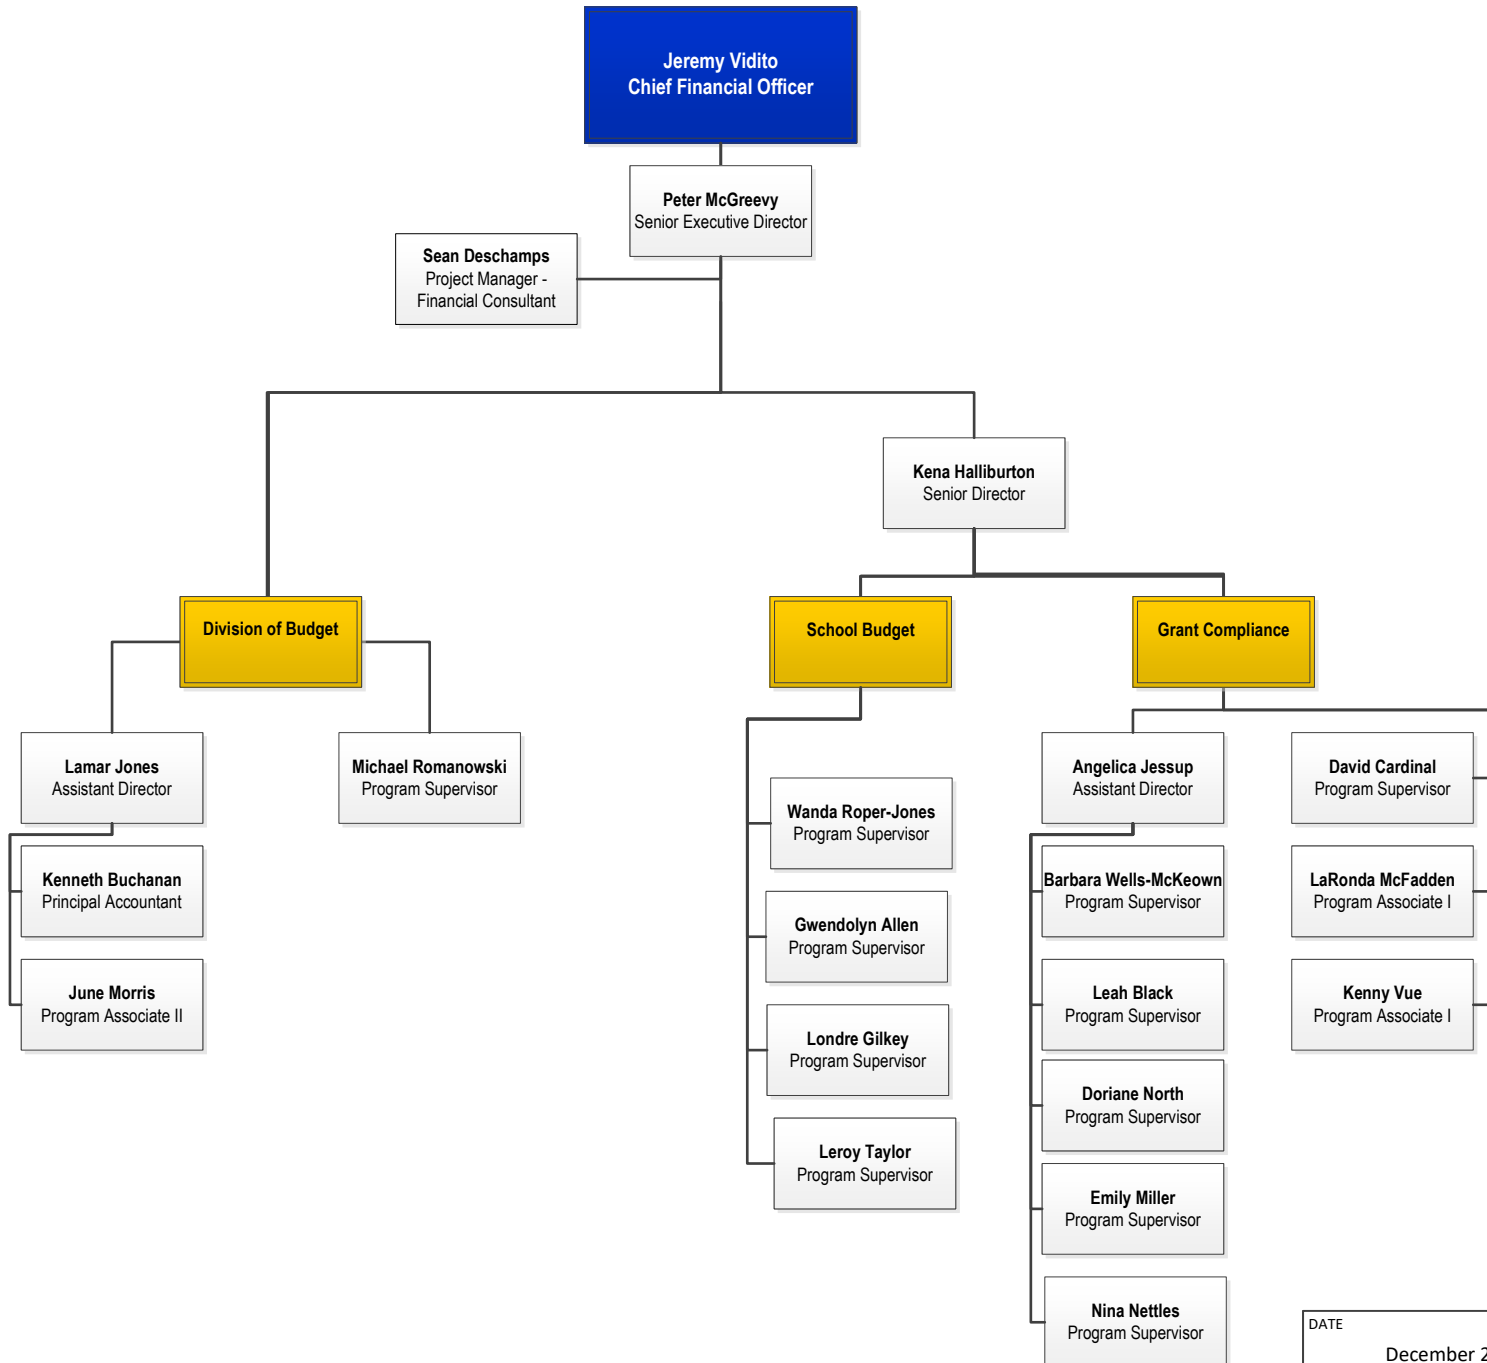 Jeremy Vidito
Chief Financial Officer
Peter McGreevy
Senior Executive Director
Sean Deschamps
Project Manager -
Financial Consultant
Kena Halliburton
Senior Director
Division of Budget
School Budget
Grant Compliance
Lamar Jones
Assistant Director
Kenneth Buchanan
Principal Accountant
June Morris
Program Associate II
Michael Romanowski
Program Supervisor
Wanda Roper-Jones
Program Supervisor
Gwendolyn Allen
Program Supervisor
Londre Gilkey
Program Supervisor
Leroy Taylor
Program Supervisor
Angelica Jessup
Assistant Director
Barbara Wells-McKeown
Program Supervisor
Leah Black
Program Supervisor
Doriane North
Program Supervisor
Emily Miller
Program Supervisor
Nina Nettles
Program Supervisor
David Cardinal
Program Supervisor
LaRonda McFadden
Program Associate I
Kenny Vue
Program Associate I
DATE
December 2